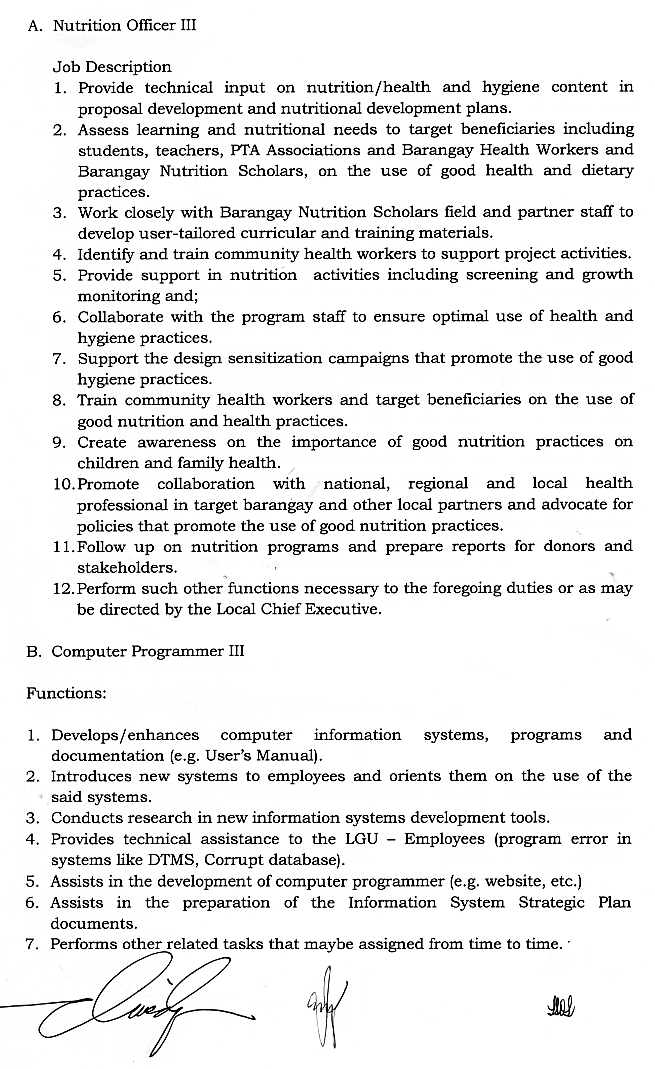 A. Nutrition Officer III
Job Description
1. Provide technical input on nutrition/health and hygiene content in
proposal development and nutritional development plans.
2. Assess learning and nutritional needs to target beneficiaries including
students, teachers, PTA Associations and Barangay Health Workers and
Barangay Nutrition Scholars, on the use of good health and dietary
practices.
3. Work closely with Barangay Nutrition Scholars field and partner staff to
develop user-tailored curricular and training materials.
4. Identify and train community health workers to support project activities.
5. Provide support in nutrition activities including screening and growth
monitoring and;
6. Collaborate with the program staff to ensure optimal use of health and
hygiene practices.
7. Support the design sensitization campaigns that promote the use of good
hygiene practices.
8. Train community health workers and target beneficiaries on the use of
good nutrition and health practices.
9. Create awareness on the importance of good nutrition practices on
children and family health.
10.Promote collaboration with national, regional and local health
professional in target barangay and other local partners and advocate for
policies that promote the use of good nutrition practices.
11.Follow up on nutrition programs and prepare reports for donors and
stakeholders.
12.Perform such other functions necessary to the foregoing duties or as may
be directed by the Local Chief Executive.
B. Computer Programmer III
Functions:
1. Develops/enhances computer information systems, programs and
documentation (e.g. User's Manual).
2. Introduces new systems to employees and orients them on the use of the
said systems.
3. Conducts research in new information systems development tools.
4. Provides technical assistance to the LGU – Employees (program error in
systems like DTMS, Corrupt database).
5. Assists in the development of computer programmer (e.g. website, etc.)
6. Assists in the preparation of the Information System Strategic Plan
documents.
7. Performs other related tasks that maybe assigned from time to time.